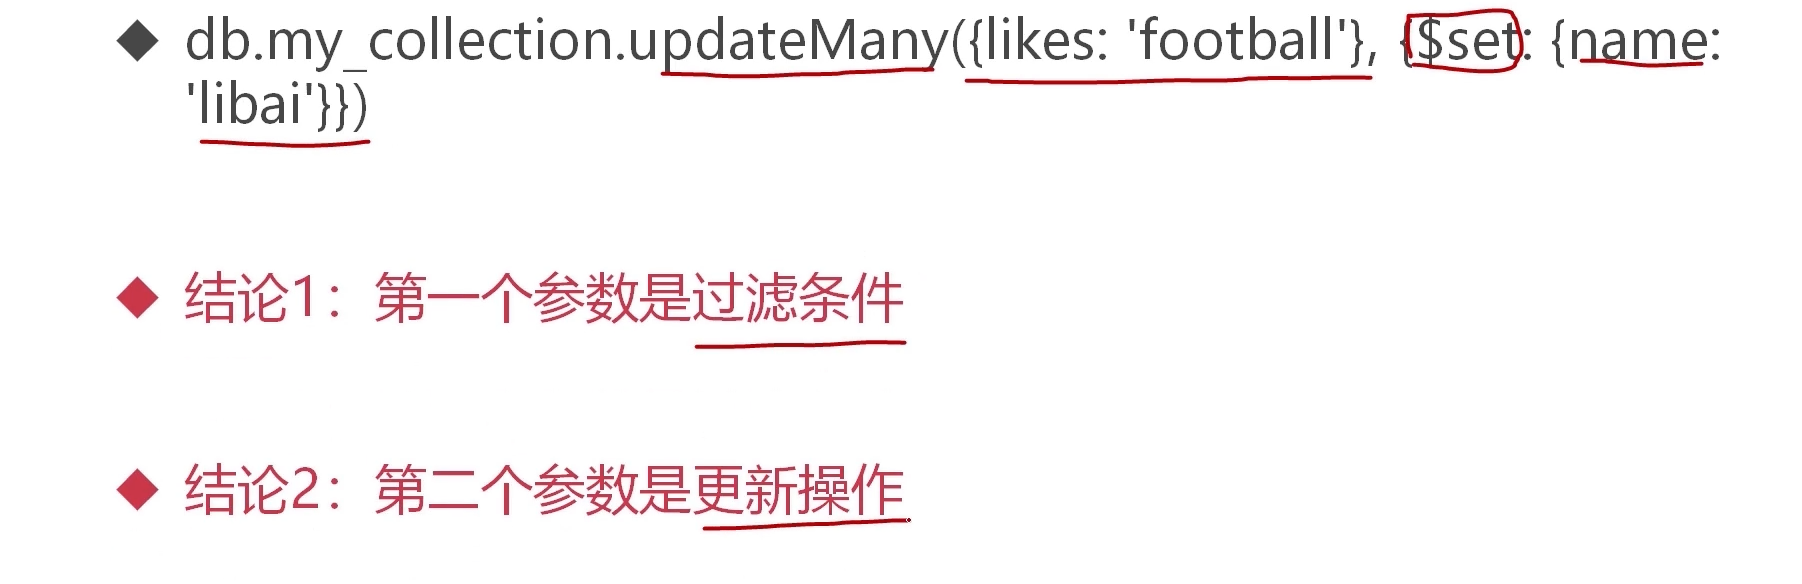 ◆ db.my_collection.updateMany({likes: 'football'}, {$set: {name:
'libai'}})
◆ 结论1：第一个参数是过滤条件
◆ 结论2：第二个参数是更新操作